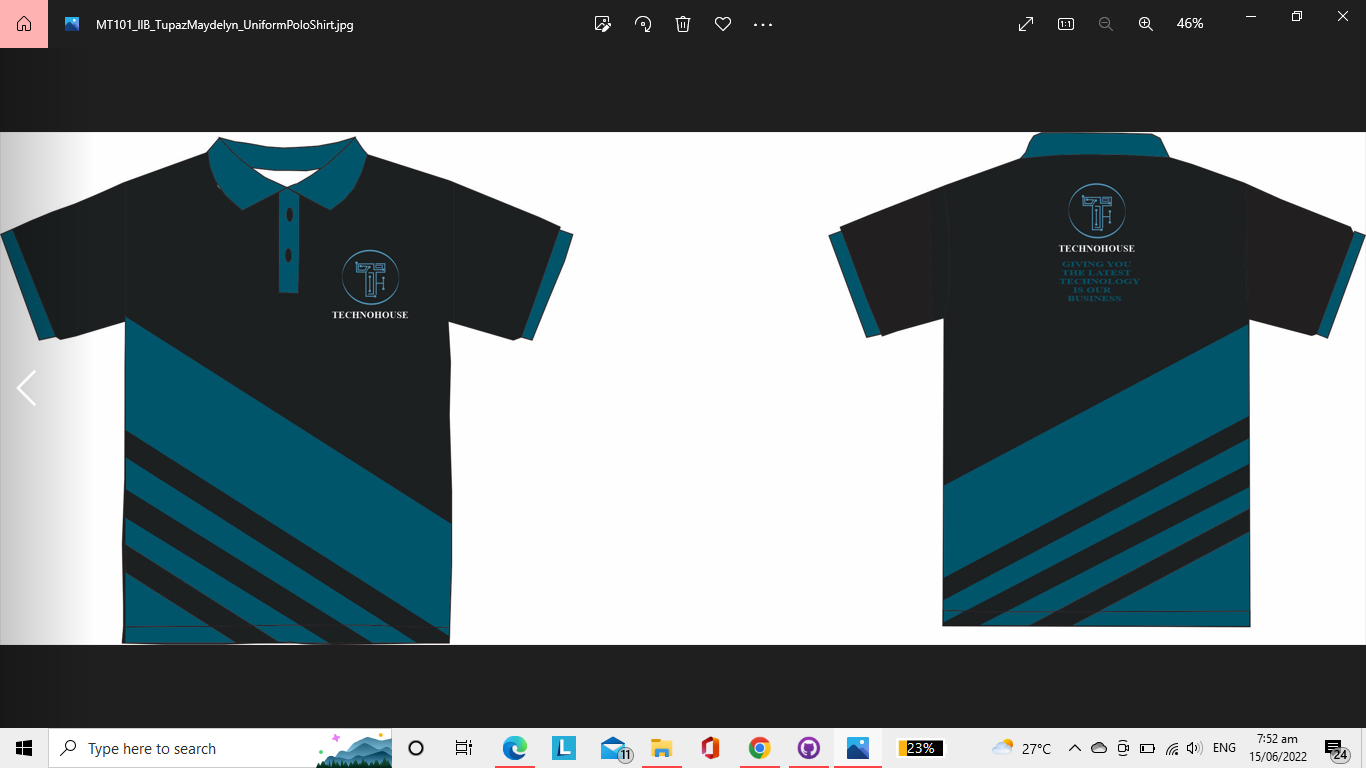 MT101_IIB_TupazMaydelyn_UniformPoloShirt.jpg
1:1
46%
TECHNOHOUSE
TECHNOHOUSE
GIVING YOU
THE LATEST
TECHNOLOGY
IS OUR
BUSINESS
Type here to search
L
11
23%
27°C
ENG
7:52 am
15/06/2022
24